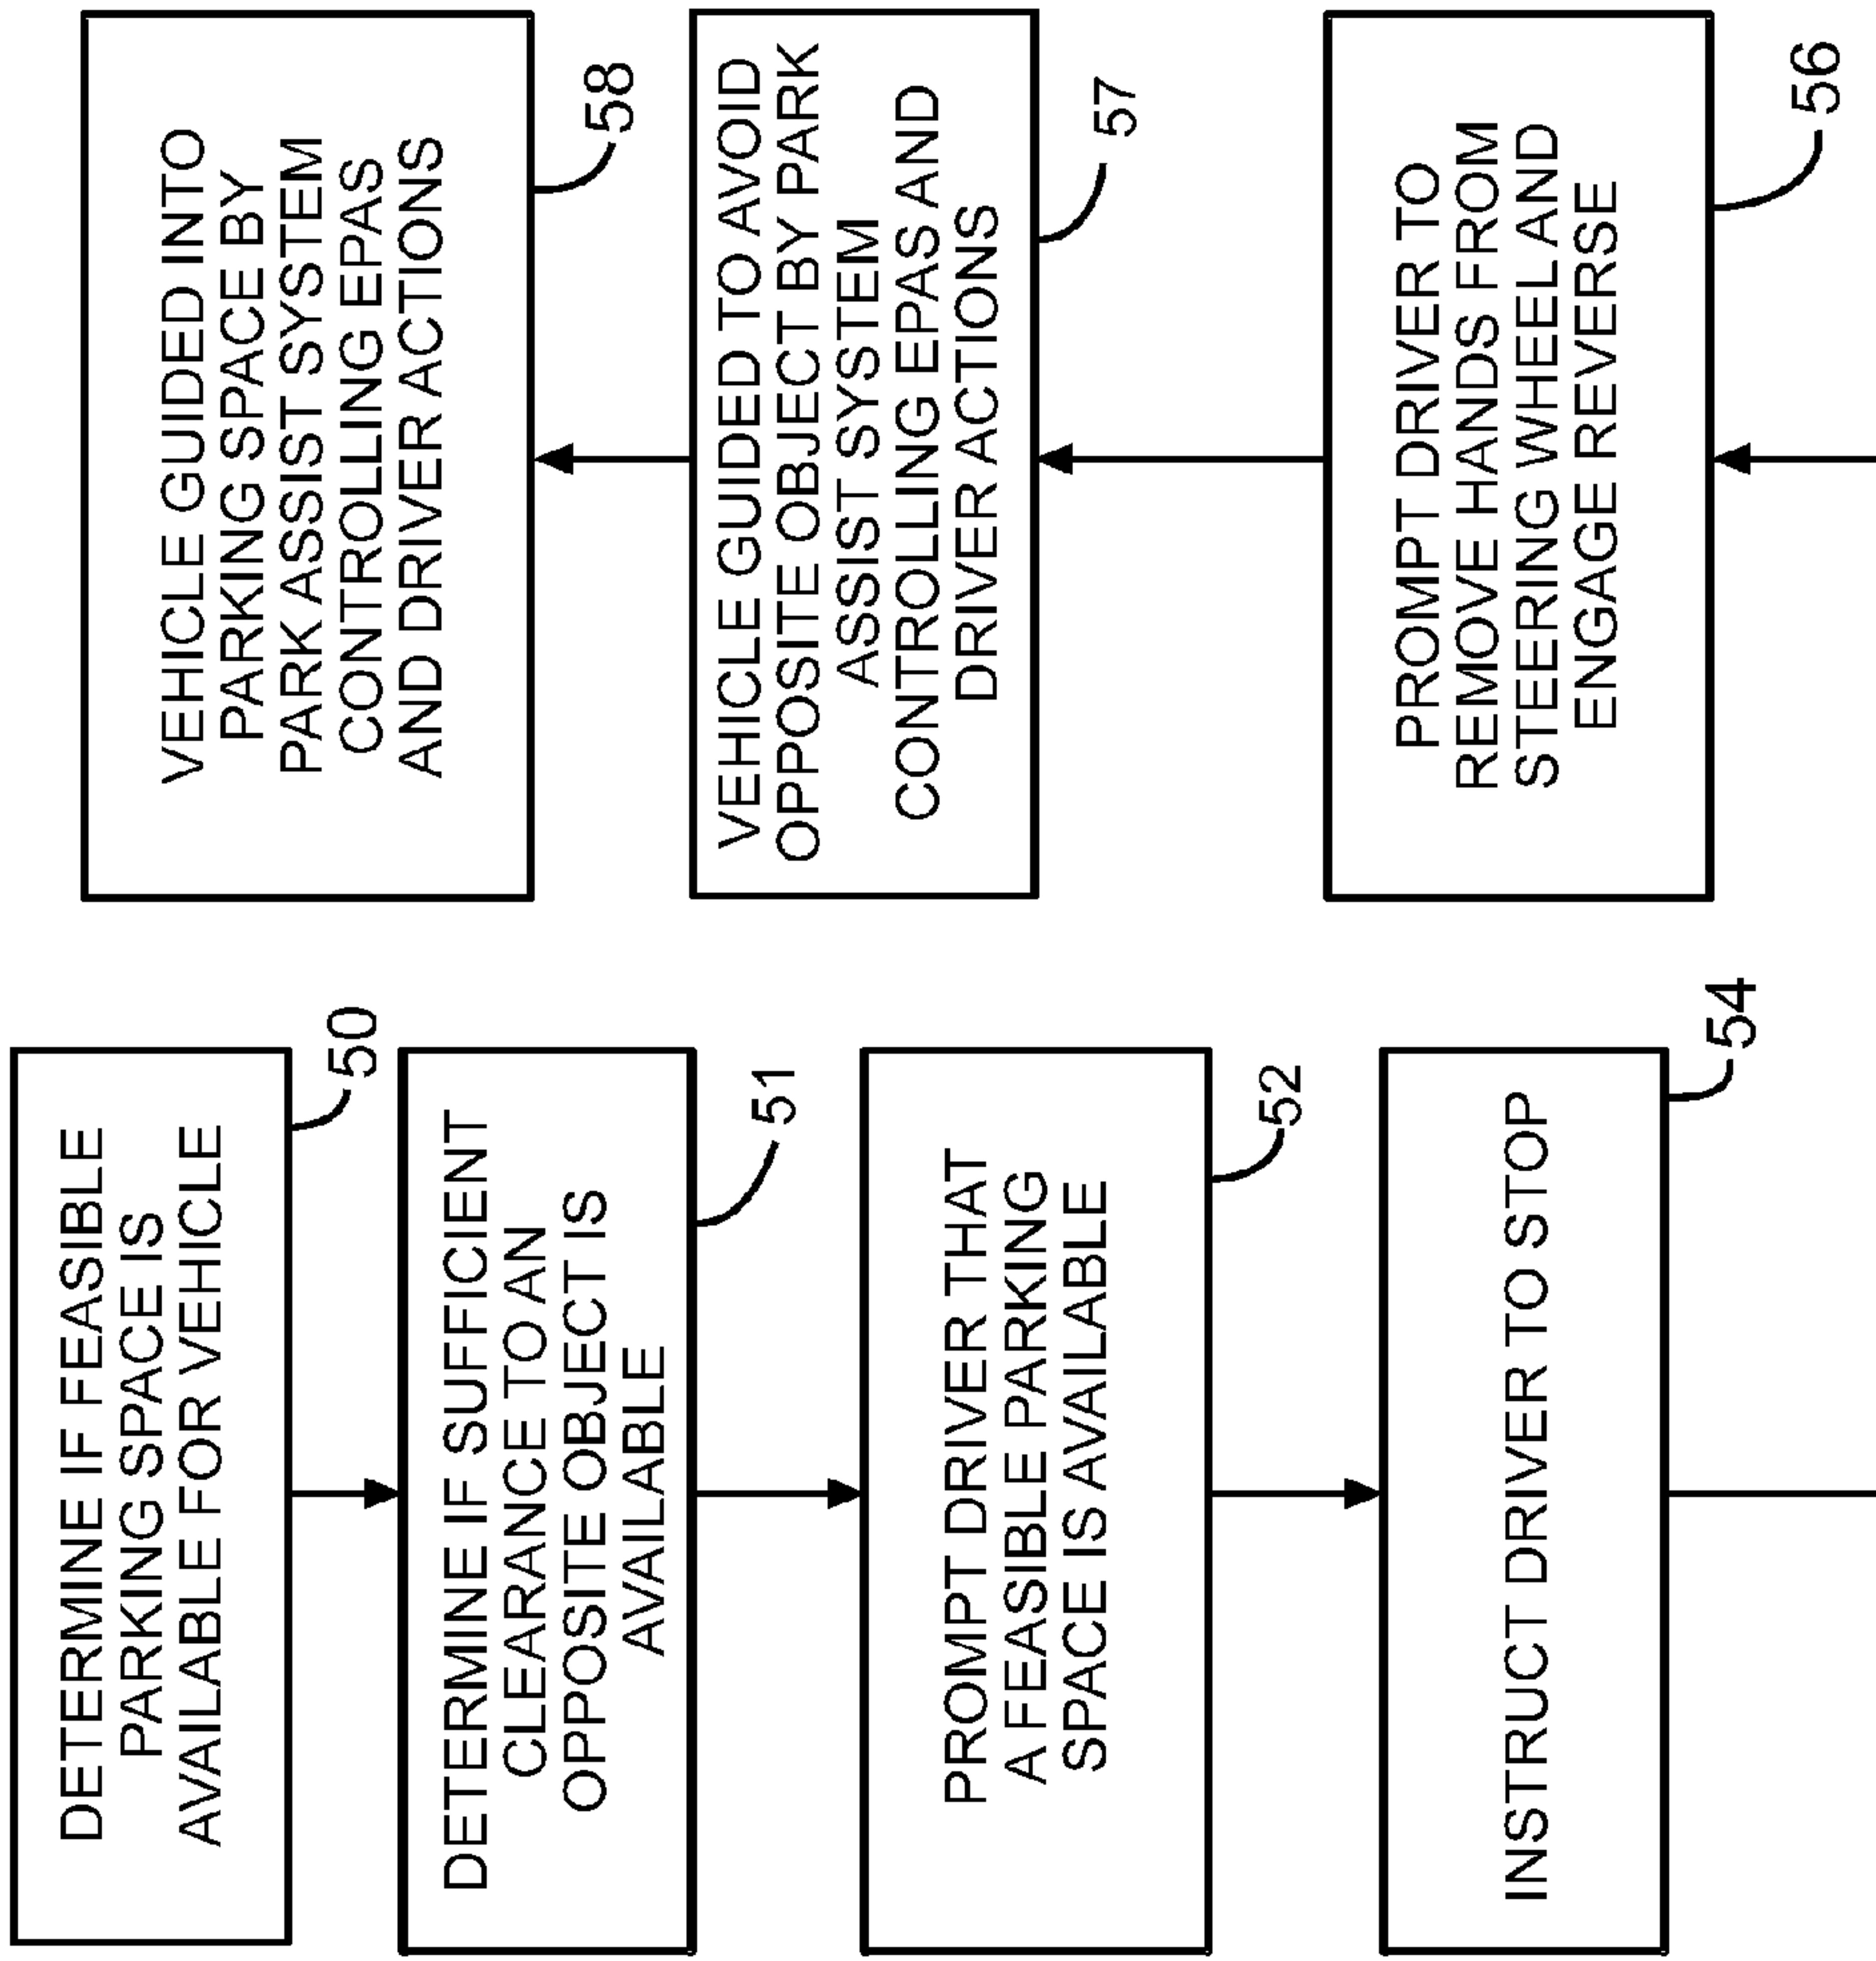 DETERMINE IF FEASIBLE
PARKING SPACE IS
AVAILABLE FOR VEHICLE
50
DETERMINE IF SUFFICIENT
CLEARANCE TO AN
OPPOSITE OBJECT IS
AVAILABLE
51
PROMPT DRIVER THAT
A FEASIBLE PARKING
SPACE IS AVAILABLE
52
INSTRUCT DRIVER TO STOP
54
PROMPT DRIVER TO
REMOVE HANDS FROM
STEERING WHEEL AND
ENGAGE REVERSE
56
VEHICLE GUIDED TO AVOID
OPPOSITE OBJECT BY PARK
ASSIST SYSTEM
CONTROLLING EPAS AND
DRIVER ACTIONS
57
VEHICLE GUIDED INTO
PARKING SPACE BY
PARK ASSIST SYSTEM
CONTROLLING EPAS
AND DRIVER ACTIONS
58